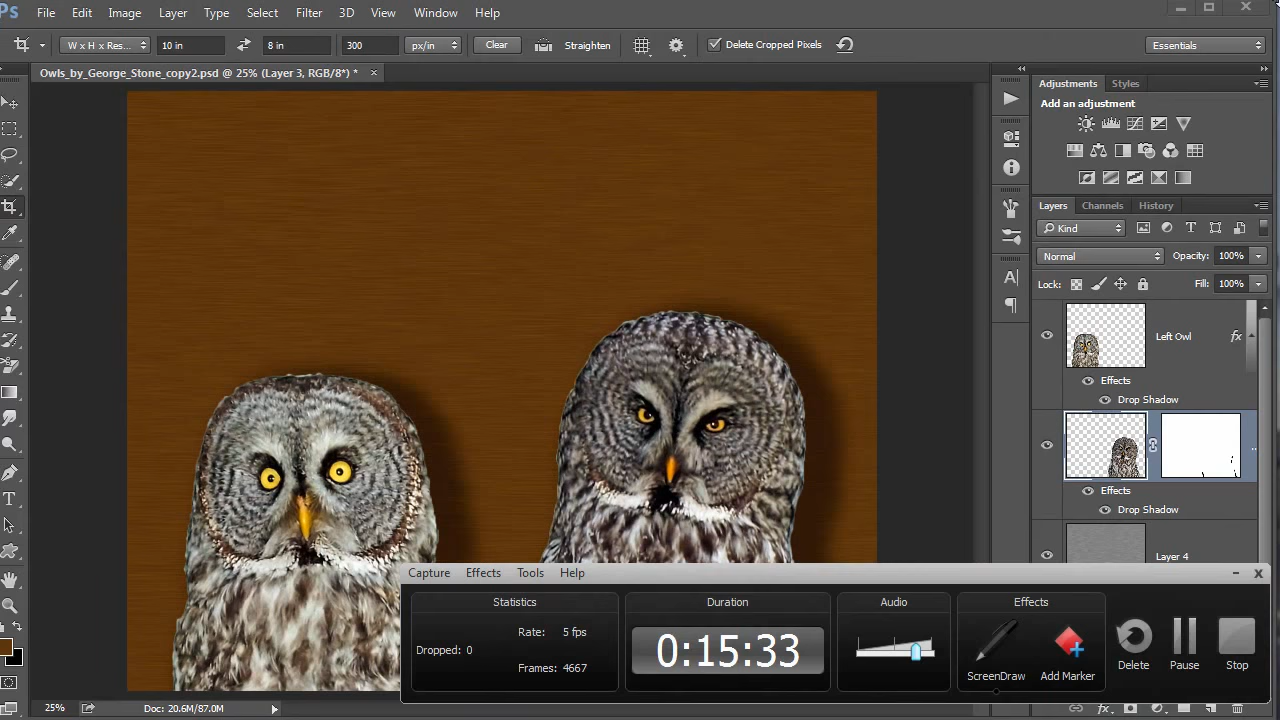 Ps File Edit Image Layer Type Select Filter 3D View Window Help
W x H x Res... 10 in 8 in 300 px/in Clear Straighten Delete Cropped Pixels Essentials
Owls_by_George_Stone_copy2.psd @ 25% (Layer 3, RGB/8*) * ×
Adjustments Styles
Add an adjustment
Layers Channels History
Kind
Normal Opacity: 100%
Lock: Fill: 100%
Left Owl fx
Effects
Drop Shadow
Effects
Drop Shadow
Layer 4
Capture Effects Tools Help
Statistics Duration Audio Effects
Rate: 5 fps
Dropped: 0
Frames: 4667
0:15:33
ScreenDraw Add Marker Delete Pause Stop
25% Doc: 20.6M/87.0M